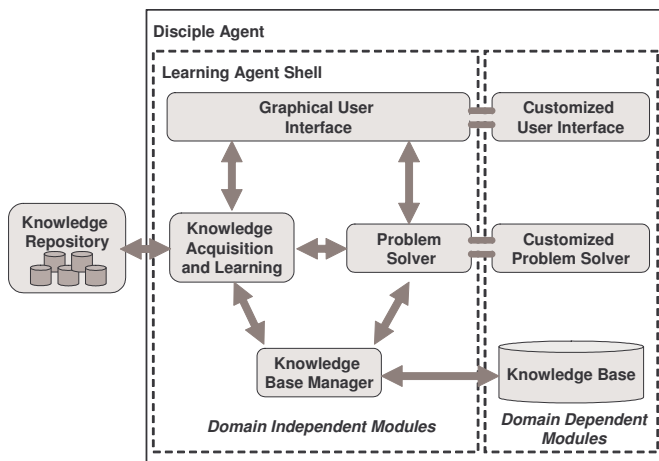 Disciple Agent
Learning Agent Shell
Graphical User
Interface
Customized
User Interface
Knowledge
Repository
Knowledge
Acquisition
and Learning
Problem
Solver
Customized
Problem Solver
Knowledge
Base Manager
Knowledge Base
Domain Independent Modules
Domain Dependent
Modules